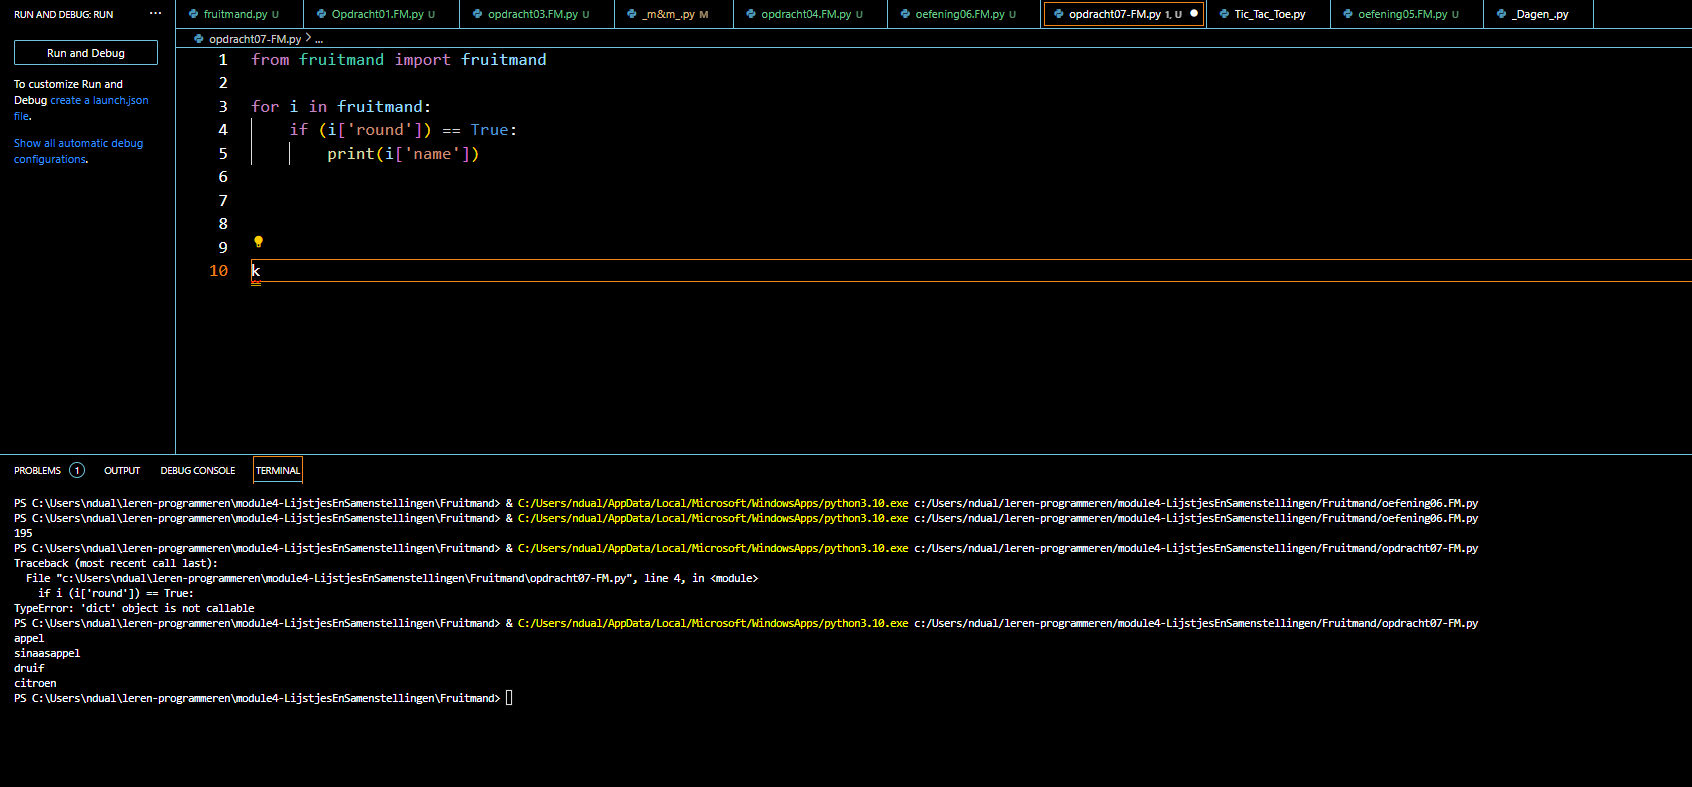 RUN AND DEBUG: RUN ...
fruitmand.py U Opdracht01.FM.py U opdracht03.FM.py U _m&m_.py M opdracht04.FM.py U oefening06.FM.py U opdracht07-FM.py 1, U Tic_Tac_Toe.py oefening05.FM.py U _Dagen_.py
Run and Debug
To customize Run and
Debug create a launch.json
file.
Show all automatic debug
configurations.
opdracht07-FM.py > ...
1 from fruitmand import fruitmand
2
3 for i in fruitmand:
4 if (i['round']) == True:
5 print(i['name'])
6
7
8
9
10 k
PROBLEMS 1 OUTPUT DEBUG CONSOLE TERMINAL
PS C:\Users\ndual\leren-programmeren\module4-LijstjesEnSamenstellingen\Fruitmand> & C:/Users/ndual/AppData/Local/Microsoft/WindowsApps/python3.10.exe c:/Users/ndual/leren-programmeren/module4-LijstjesEnSamenstellingen/Fruitmand/oefening06.FM.py
PS C:\Users\ndual\leren-programmeren\module4-LijstjesEnSamenstellingen\Fruitmand> & C:/Users/ndual/AppData/Local/Microsoft/WindowsApps/python3.10.exe c:/Users/ndual/leren-programmeren/module4-LijstjesEnSamenstellingen/Fruitmand/oefening06.FM.py
195
PS C:\Users\ndual\leren-programmeren\module4-LijstjesEnSamenstellingen\Fruitmand> & C:/Users/ndual/AppData/Local/Microsoft/WindowsApps/python3.10.exe c:/Users/ndual/leren-programmeren/module4-LijstjesEnSamenstellingen/Fruitmand/opdracht07-FM.py
Traceback (most recent call last):
File "c:\Users\ndual\leren-programmeren\module4-LijstjesEnSamenstellingen\Fruitmand\opdracht07-FM.py", line 4, in <module>
if i (i['round']) == True:
TypeError: 'dict' object is not callable
PS C:\Users\ndual\leren-programmeren\module4-LijstjesEnSamenstellingen\Fruitmand> & C:/Users/ndual/AppData/Local/Microsoft/WindowsApps/python3.10.exe c:/Users/ndual/leren-programmeren/module4-LijstjesEnSamenstellingen/Fruitmand/opdracht07-FM.py
appel
sinaasappel
druif
citroen
PS C:\Users\ndual\leren-programmeren\module4-LijstjesEnSamenstellingen\Fruitmand>